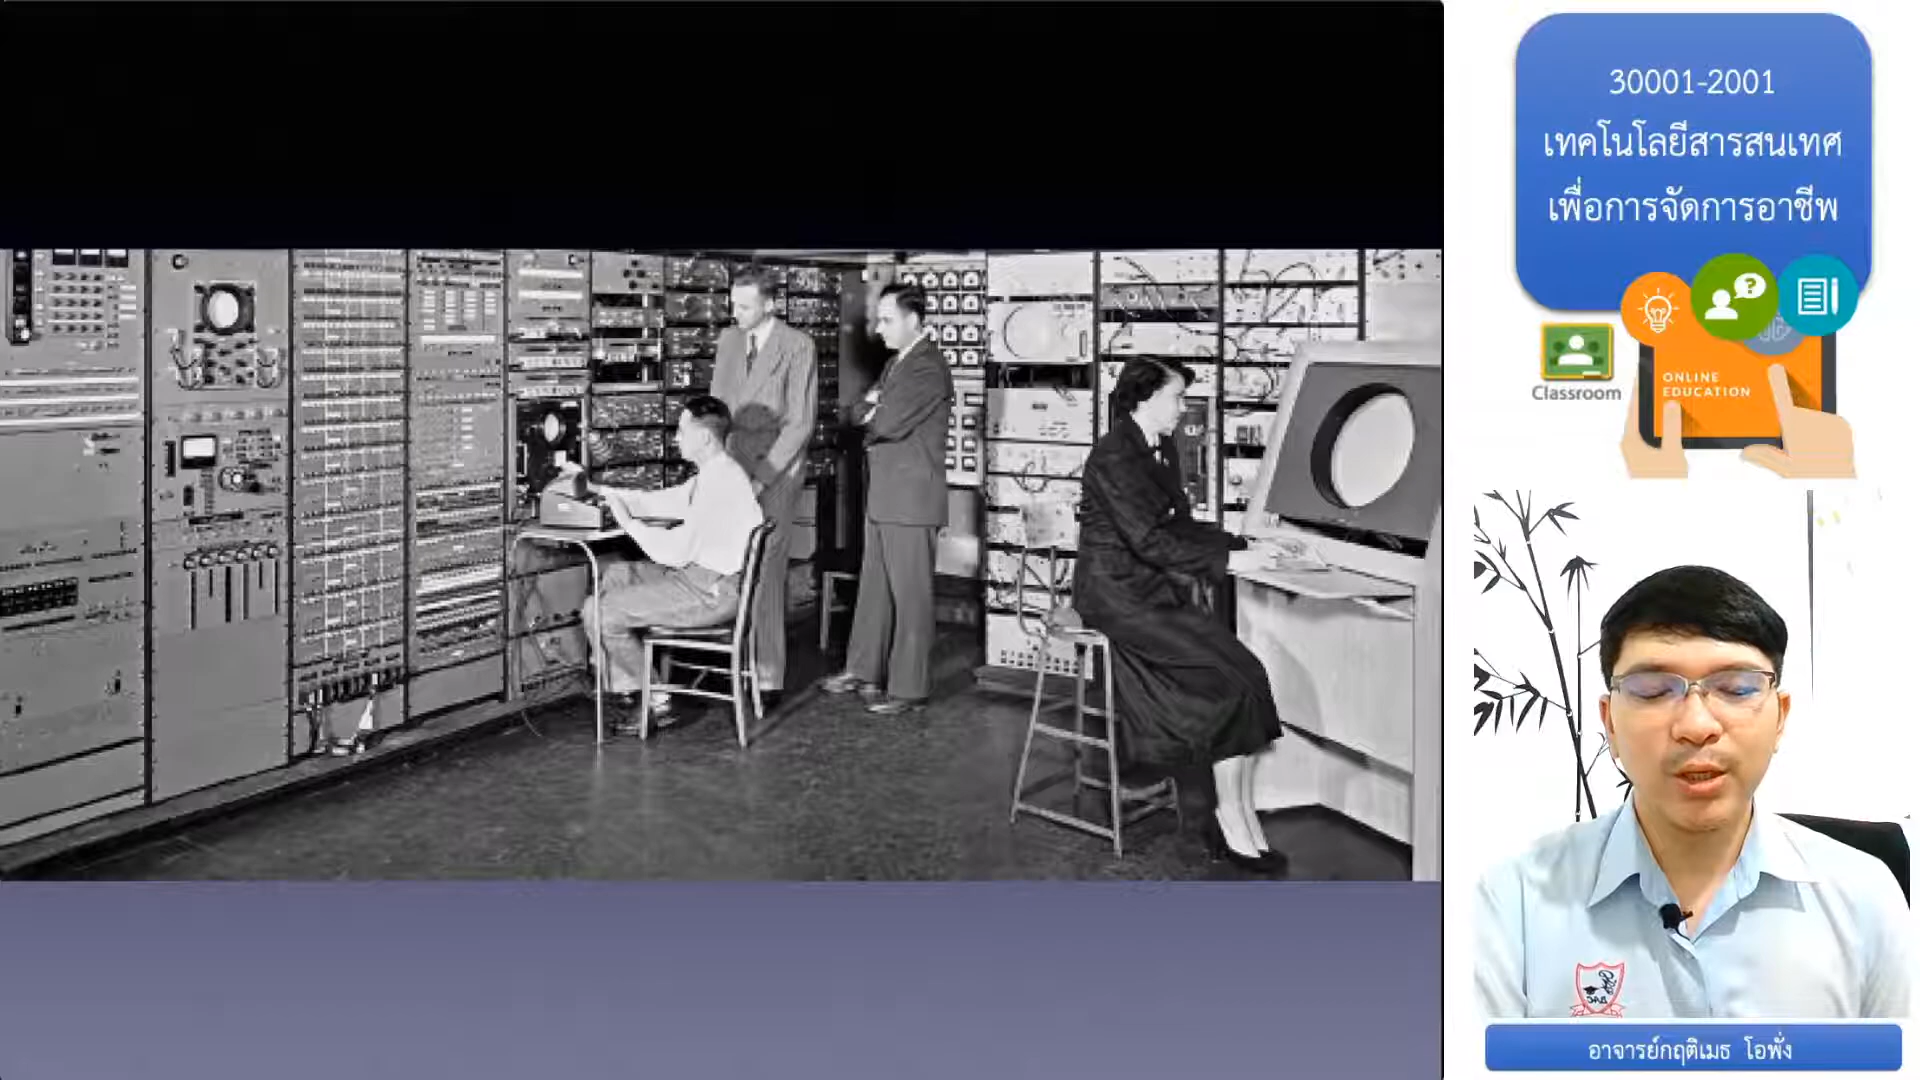 30001-2001
เทคโนโลยีสารสนเทศ
เพื่อการจัดการอาชีพ
?
ONLINE
EDUCATION
Classroom
อาจารย์กฤติเมธ โอพั่ง